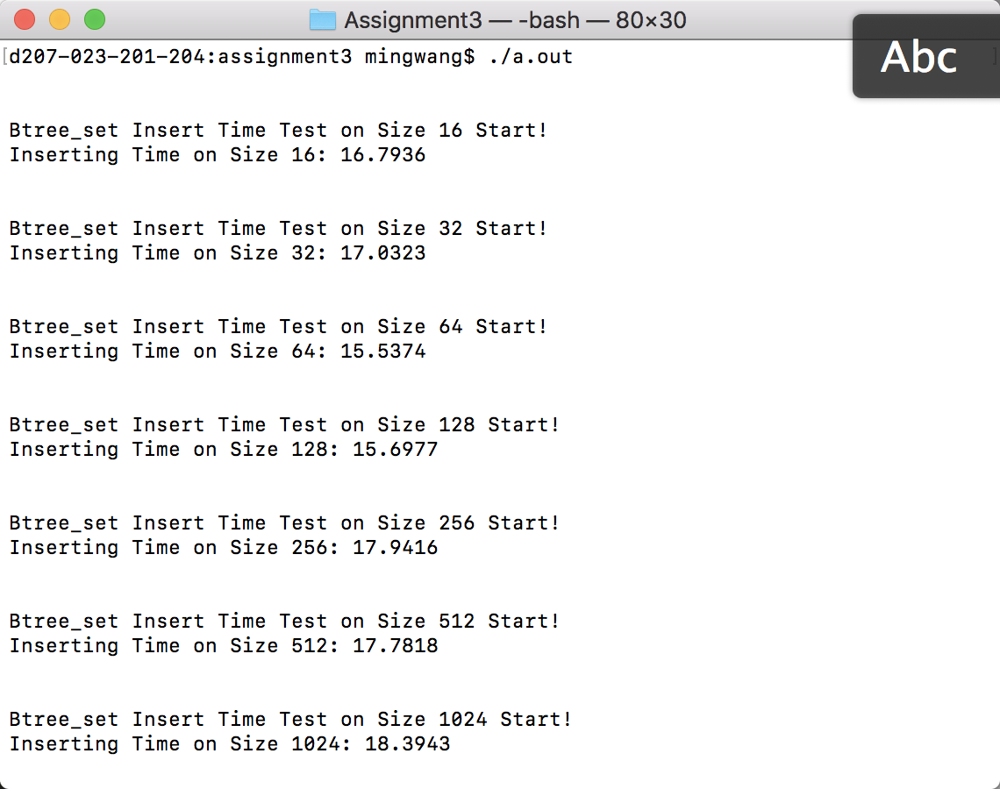 Assignment3 — -bash — 80×30
Abc
[d207-023-201-204:assignment3 mingwang$ ./a.out ]
Btree_set Insert Time Test on Size 16 Start!
Inserting Time on Size 16: 16.7936
Btree_set Insert Time Test on Size 32 Start!
Inserting Time on Size 32: 17.0323
Btree_set Insert Time Test on Size 64 Start!
Inserting Time on Size 64: 15.5374
Btree_set Insert Time Test on Size 128 Start!
Inserting Time on Size 128: 15.6977
Btree_set Insert Time Test on Size 256 Start!
Inserting Time on Size 256: 17.9416
Btree_set Insert Time Test on Size 512 Start!
Inserting Time on Size 512: 17.7818
Btree_set Insert Time Test on Size 1024 Start!
Inserting Time on Size 1024: 18.3943